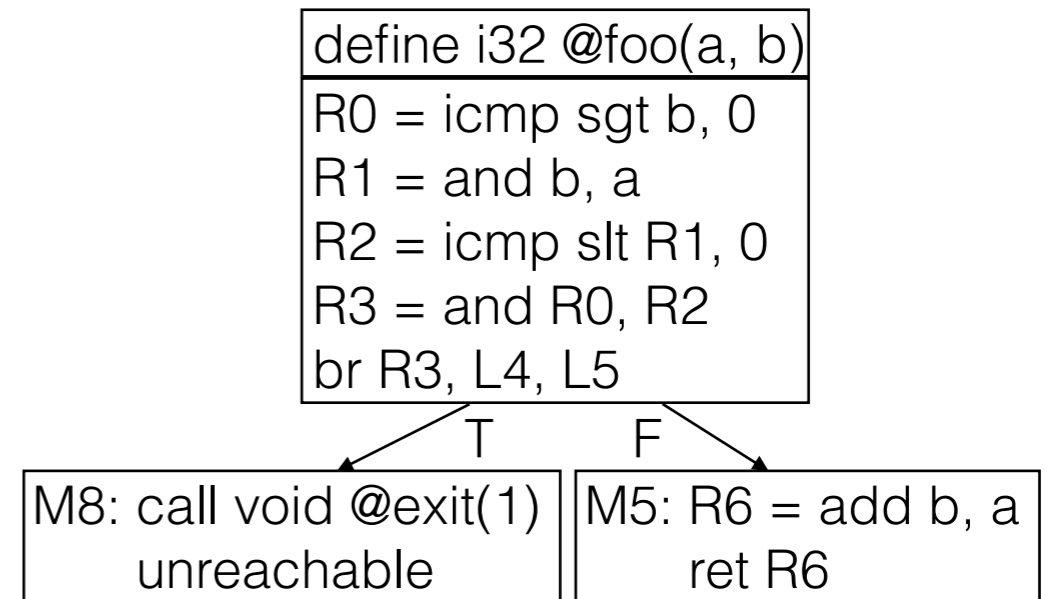 define i32 @foo(a, b)
R0 = icmp sgt b, 0
R1 = and b, a
R2 = icmp slt R1, 0
R3 = and R0, R2
br R3, L4, L5
T F
M8: call void @exit(1)
unreachable
M5: R6 = add b, a
ret R6